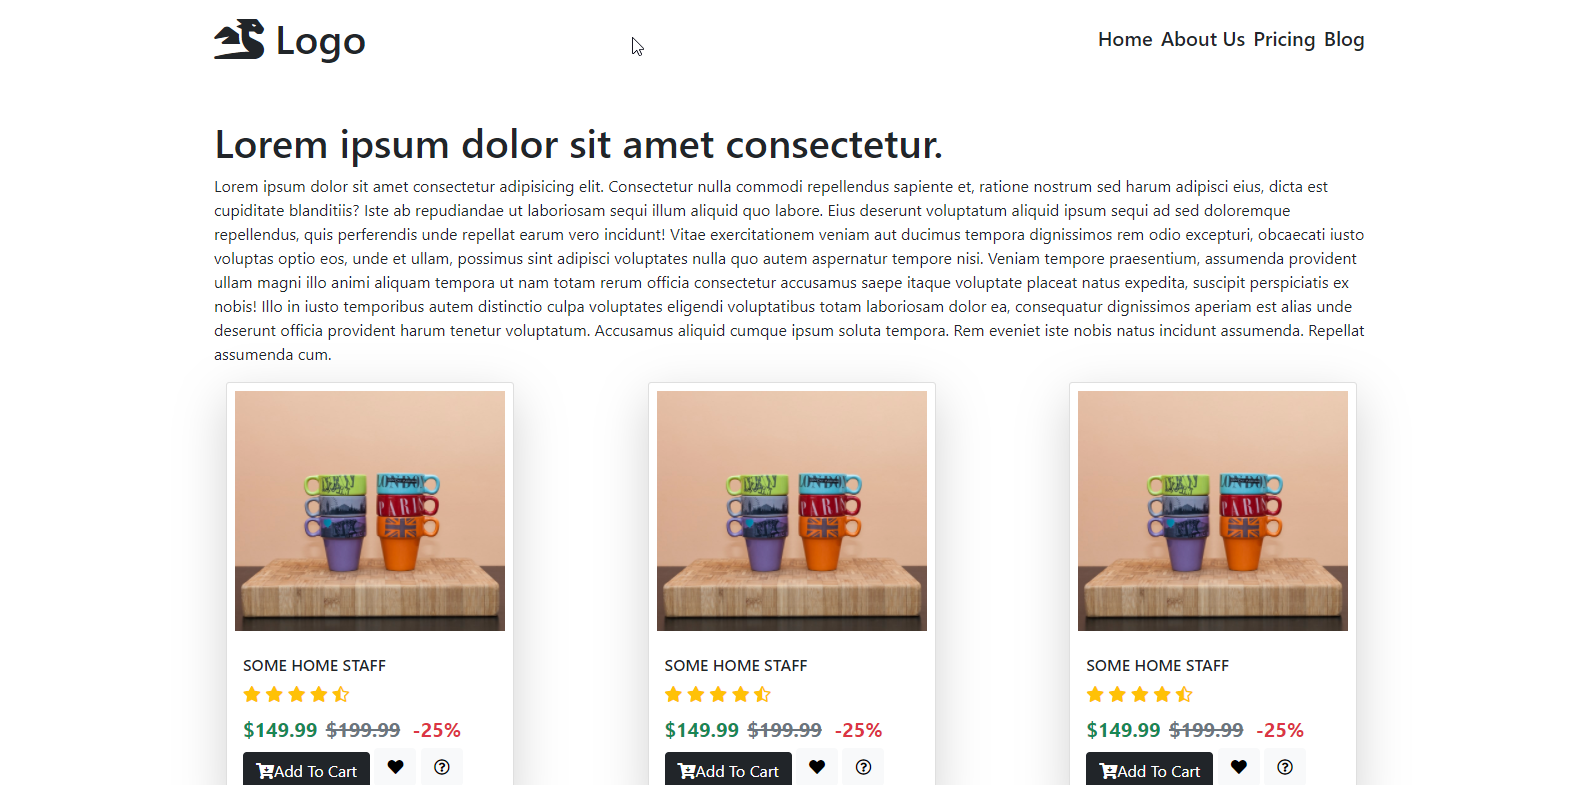 Logo
Home About Us Pricing Blog
Lorem ipsum dolor sit amet consectetur.
Lorem ipsum dolor sit amet consectetur adipisicing elit. Consectetur nulla commodi repellendus sapiente et, ratione nostrum sed harum adipisci eius, dicta est
cupiditate blanditiis? Iste ab repudiandae ut laboriosam sequi illum aliquid quo labore. Eius deserunt voluptatum aliquid ipsum sequi ad sed doloremque
repellendus, quis perferendis unde repellat earum vero incidunt! Vitae exercitationem veniam aut ducimus tempora dignissimos rem odio excepturi, obcaecati iusto
voluptas optio eos, unde et ullam, possimus sint adipisci voluptates nulla quo autem aspernatur tempore nisi. Veniam tempore praesentium, assumenda provident
ullam magni illo animi aliquam tempora ut nam totam rerum officia consectetur accusamus saepe itaque voluptate placeat natus expedita, suscipit perspiciatis ex
nobis! Illo in iusto temporibus autem distinctio culpa voluptates eligendi voluptatibus totam laboriosam dolor ea, consequatur dignissimos aperiam est alias unde
deserunt officia provident harum tenetur voluptatum. Accusamus aliquid cumque ipsum soluta tempora. Rem eveniet iste nobis natus incidunt assumenda. Repellat
assumenda cum.
LONDON
PARIS
SOME HOME STAFF
$149.99 $199.99 -25%
Add To Cart
LONDON
PARIS
SOME HOME STAFF
$149.99 $199.99 -25%
Add To Cart
LONDON
PARIS
SOME HOME STAFF
$149.99 $199.99 -25%
Add To Cart